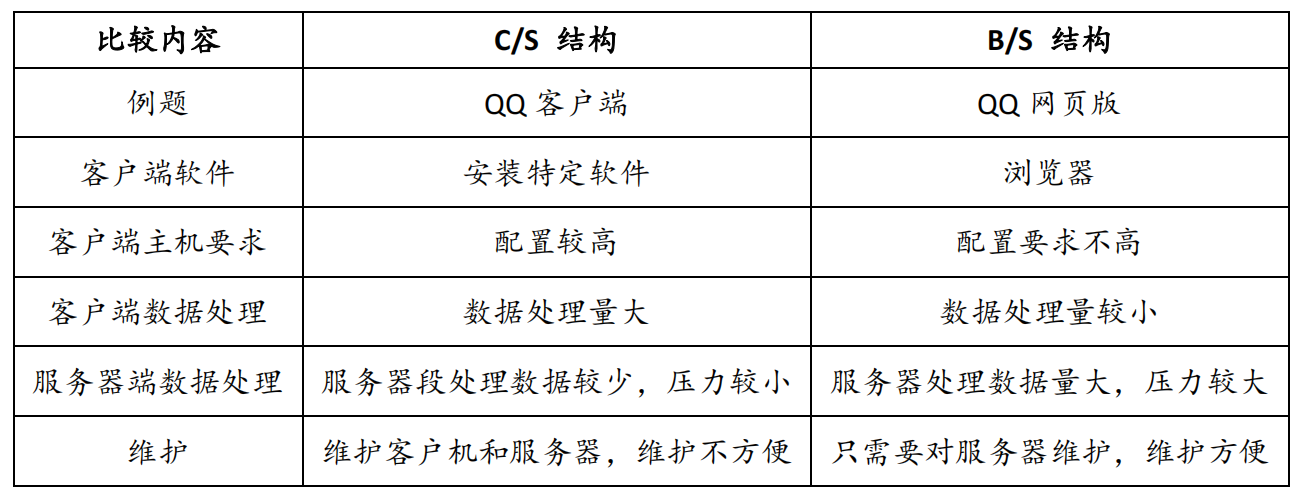 比较内容 C/S 结构 B/S 结构
例题 QQ 客户端 QQ 网页版
客户端软件 安装特定软件 浏览器
客户端主机要求 配置较高 配置要求不高
客户端数据处理 数据处理量大 数据处理量较小
服务器端数据处理 服务器段处理数据较少，压力较小 服务器处理数据量大，压力较大
维护 维护客户机和服务器，维护不方便 只需要对服务器维护，维护方便